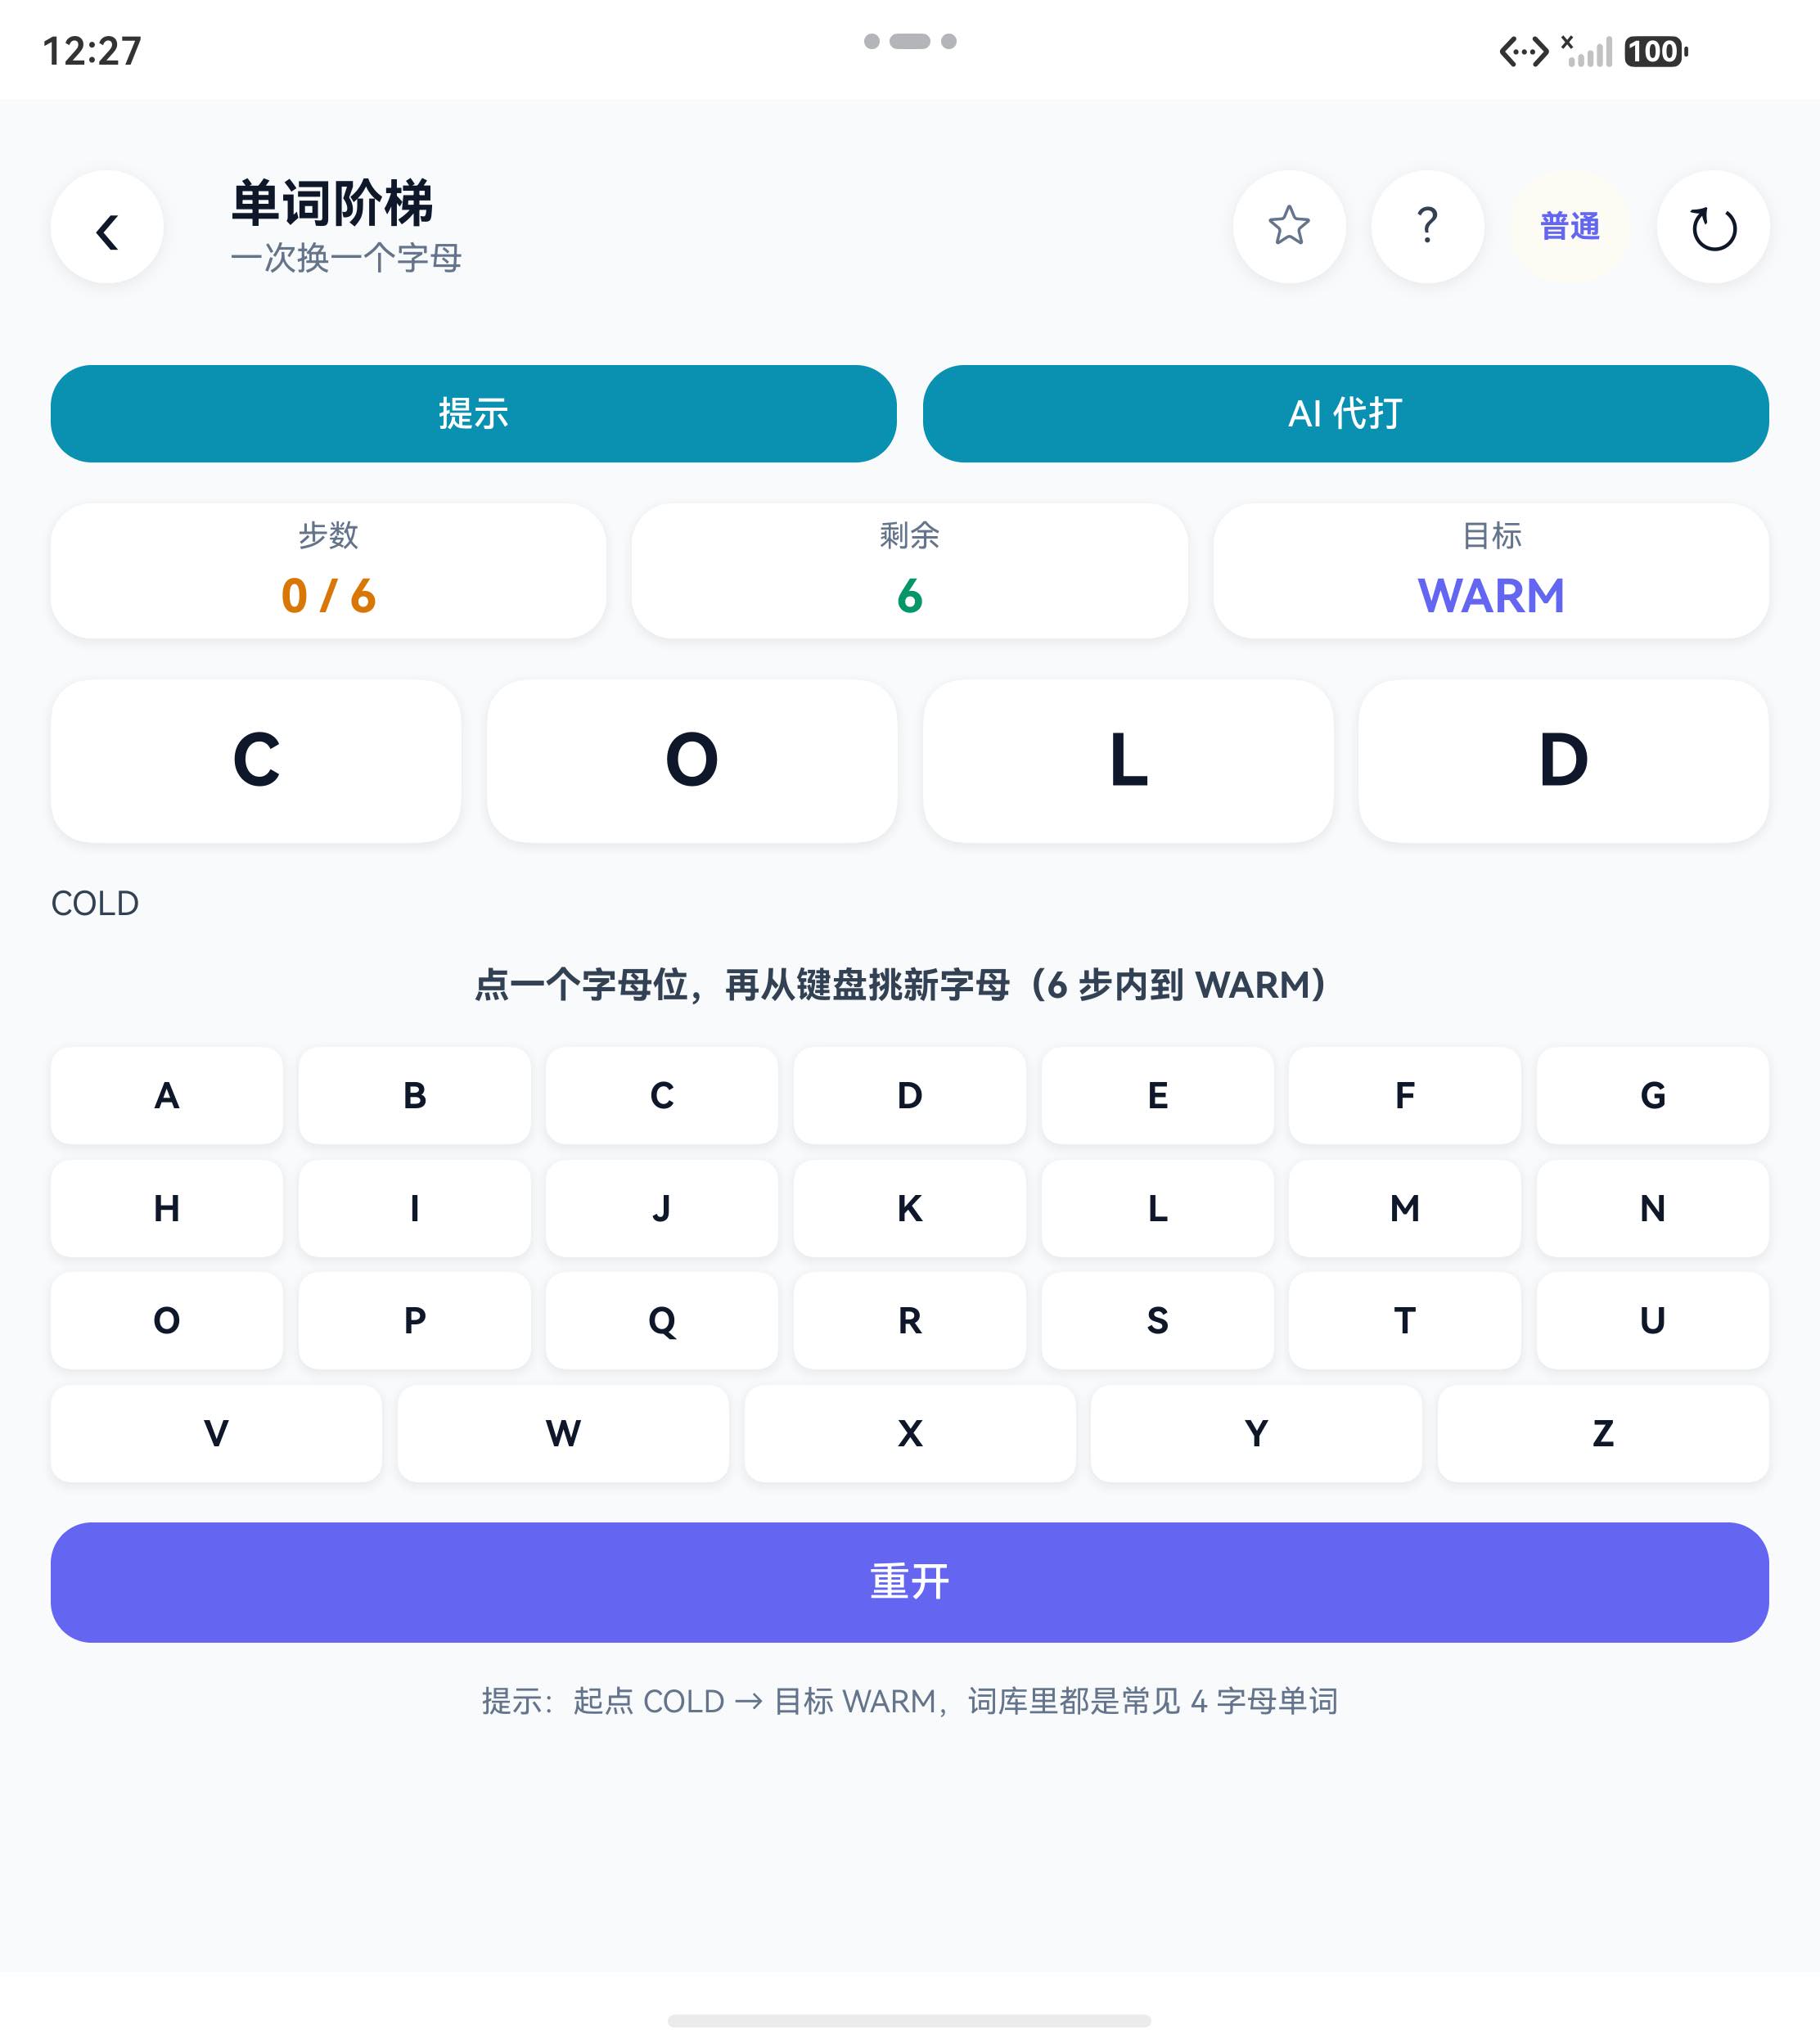 12:27
100
单词阶梯
一次换一个字母
?
普通
提示
AI 代打
步数
0 / 6
剩余
6
目标
WARM
C O L D
COLD
点一个字母位，再从键盘挑新字母（6 步内到 WARM）
A B C D E F G
H I J K L M N
O P Q R S T U
V W X Y Z
重开
提示：起点 COLD → 目标 WARM，词库里都是常见 4 字母单词